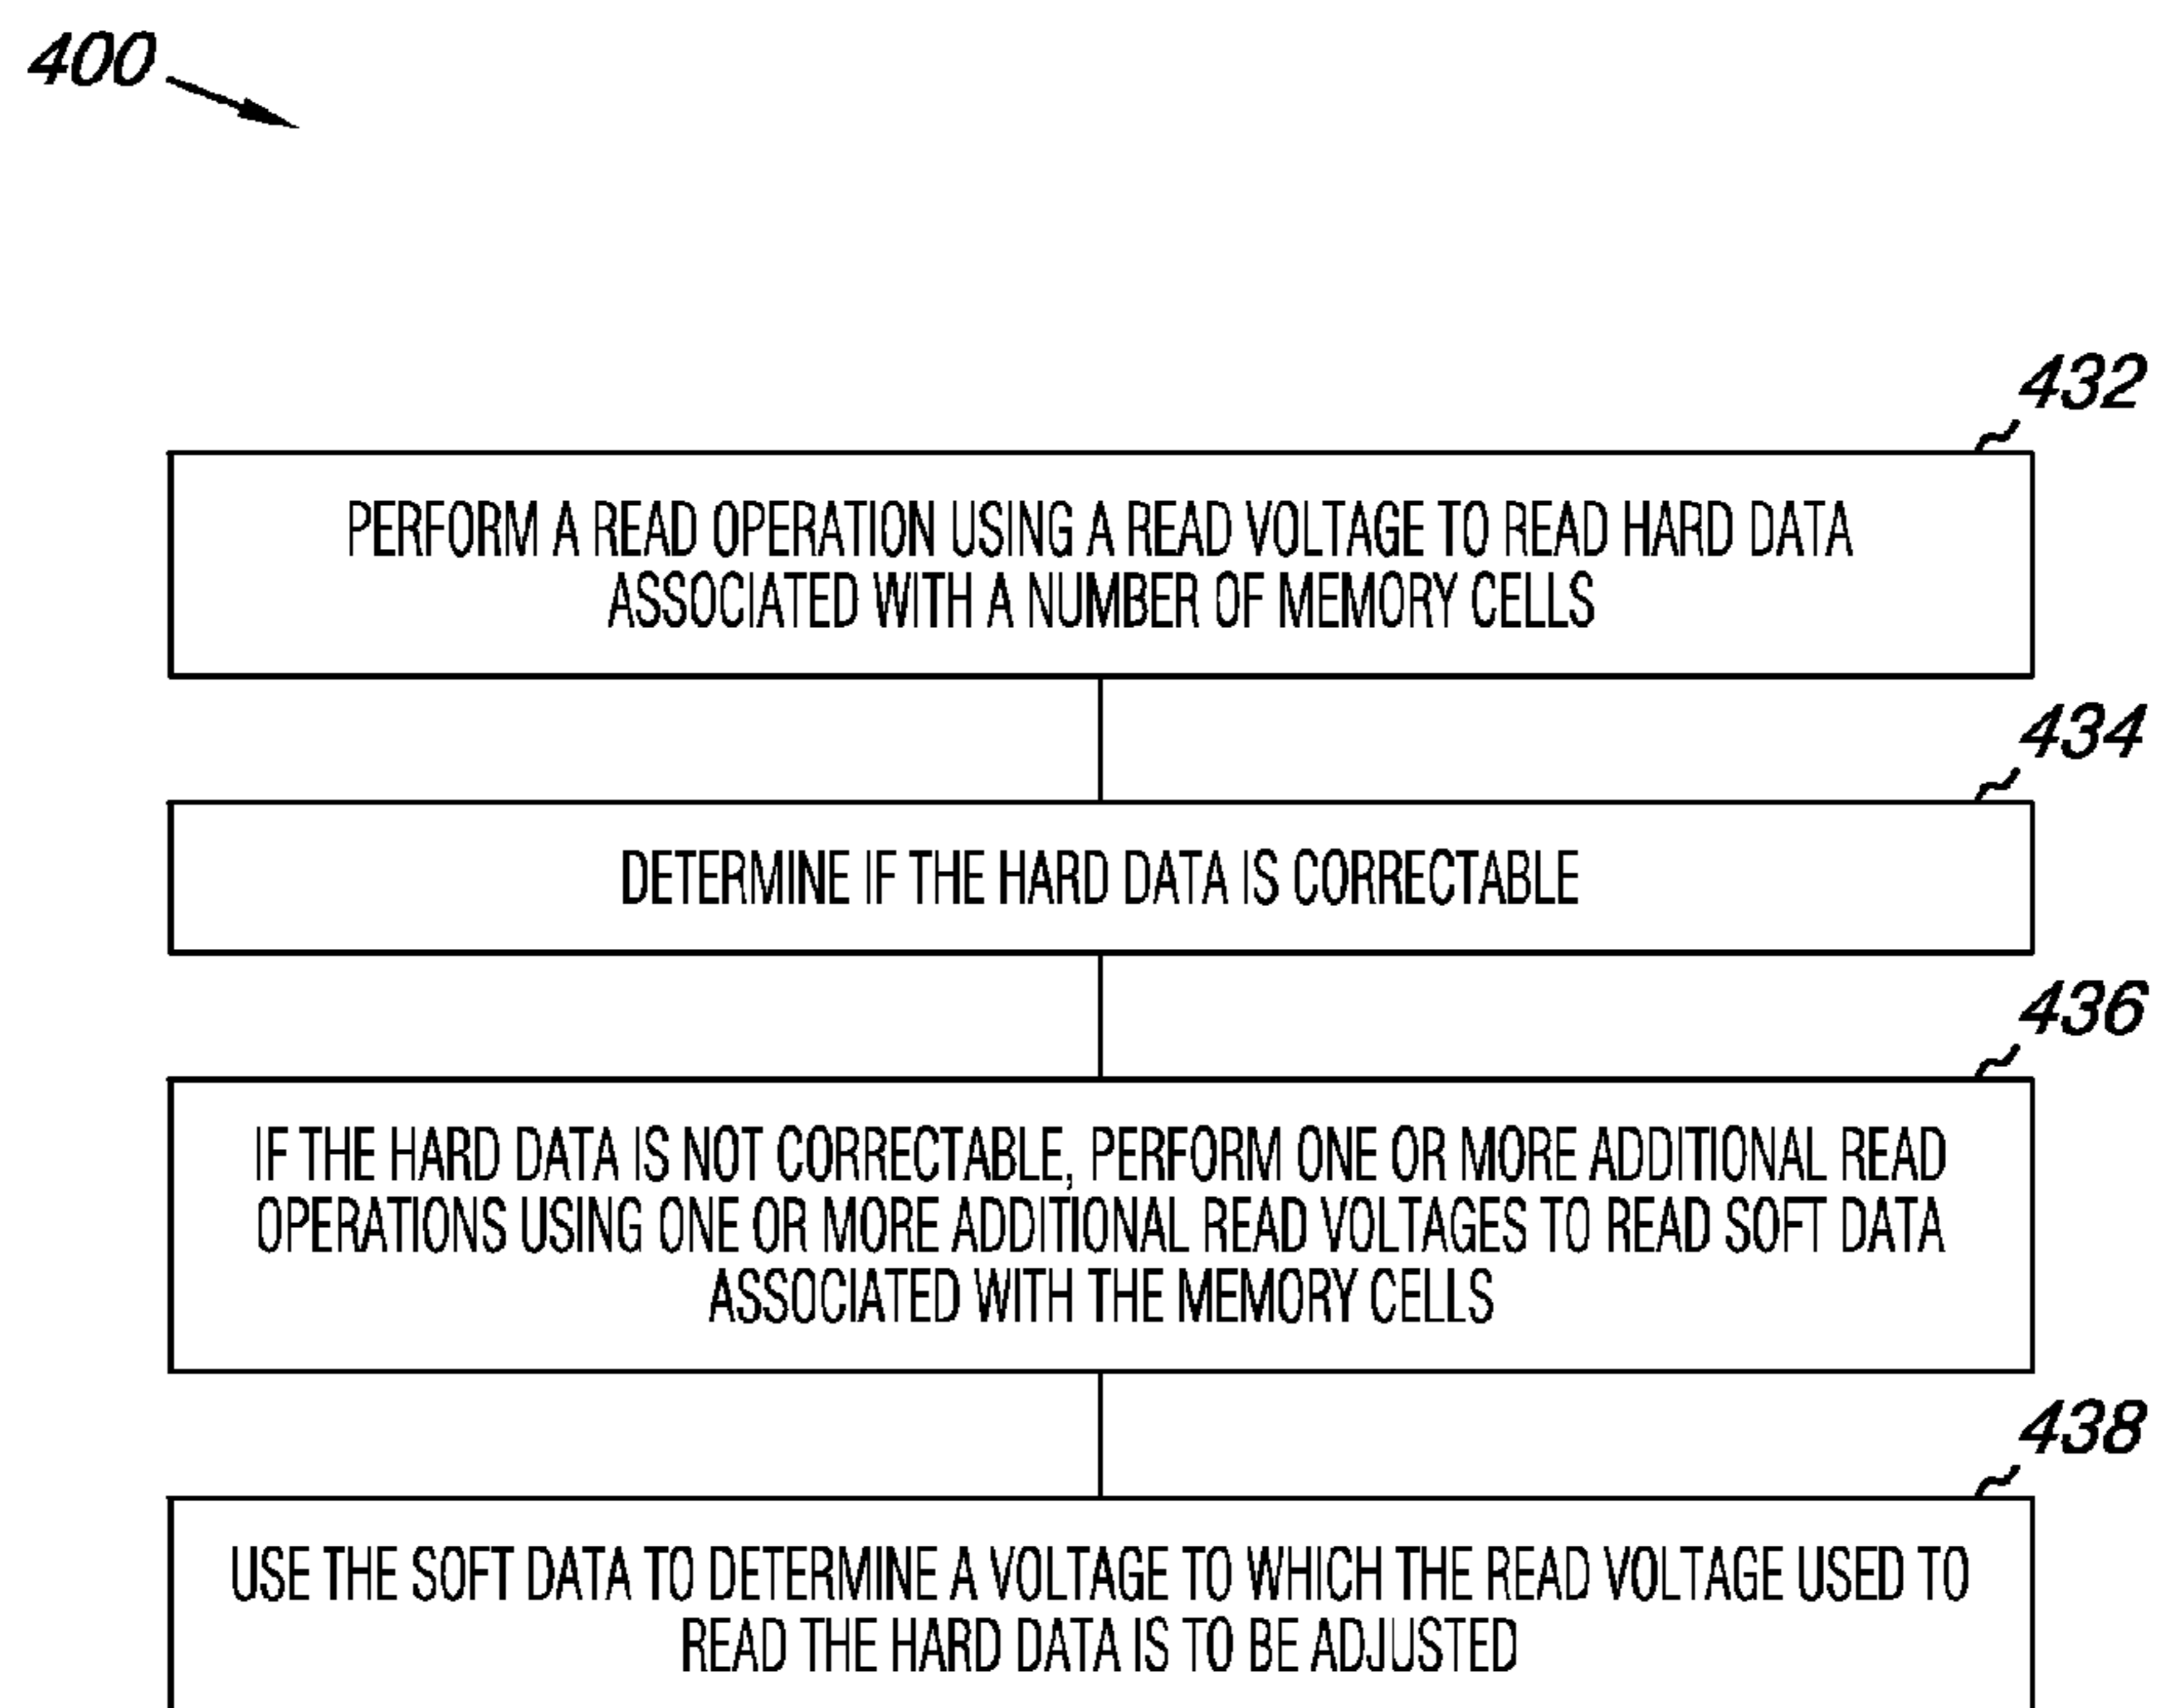 400
432
PERFORM A READ OPERATION USING A READ VOLTAGE TO READ HARD DATA
ASSOCIATED WITH A NUMBER OF MEMORY CELLS
434
DETERMINE IF THE HARD DATA IS CORRECTABLE
436
IF THE HARD DATA IS NOT CORRECTABLE, PERFORM ONE OR MORE ADDITIONAL READ
OPERATIONS USING ONE OR MORE ADDITIONAL READ VOLTAGES TO READ SOFT DATA
ASSOCIATED WITH THE MEMORY CELLS
438
USE THE SOFT DATA TO DETERMINE A VOLTAGE TO WHICH THE READ VOLTAGE USED TO
READ THE HARD DATA IS TO BE ADJUSTED